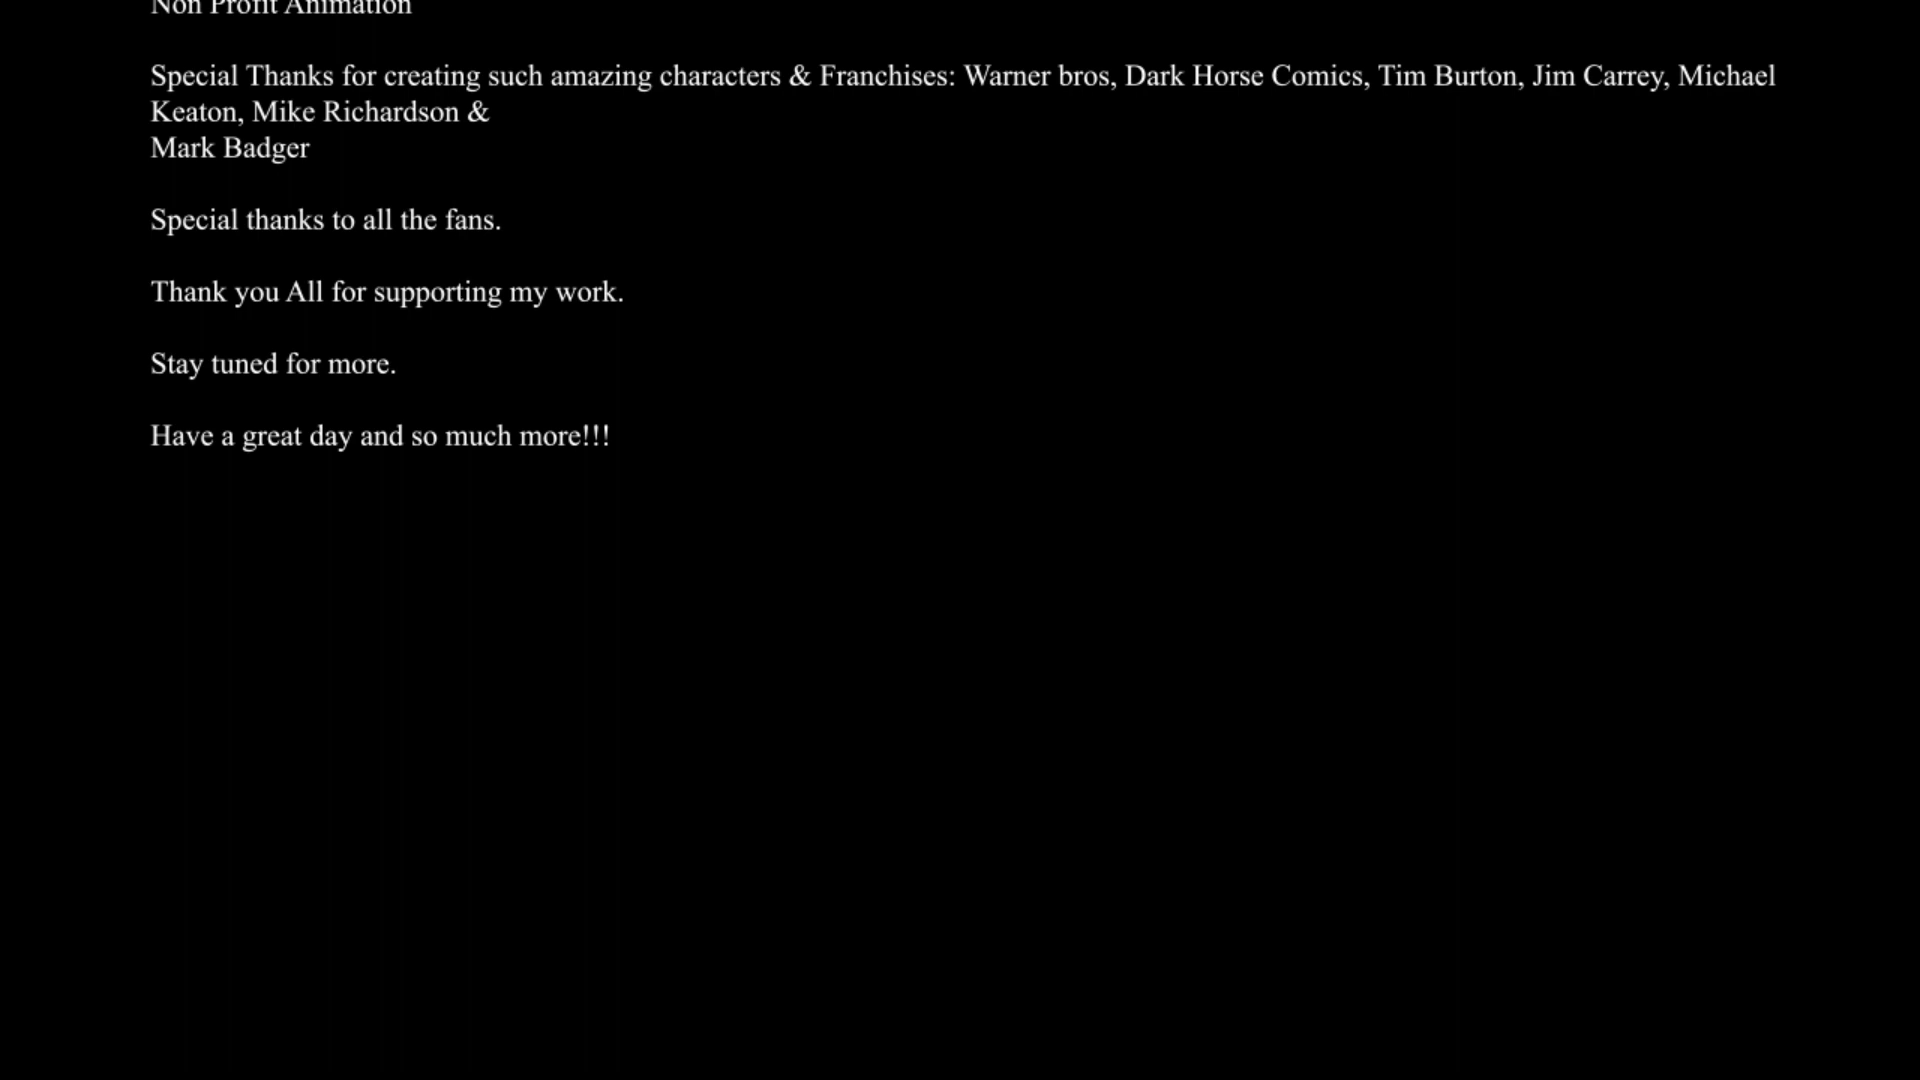 Non Profit Animation
Special Thanks for creating such amazing characters & Franchises: Warner bros, Dark Horse Comics, Tim Burton, Jim Carrey, Michael
Keaton, Mike Richardson &
Mark Badger
Special thanks to all the fans.
Thank you All for supporting my work.
Stay tuned for more.
Have a great day and so much more!!!